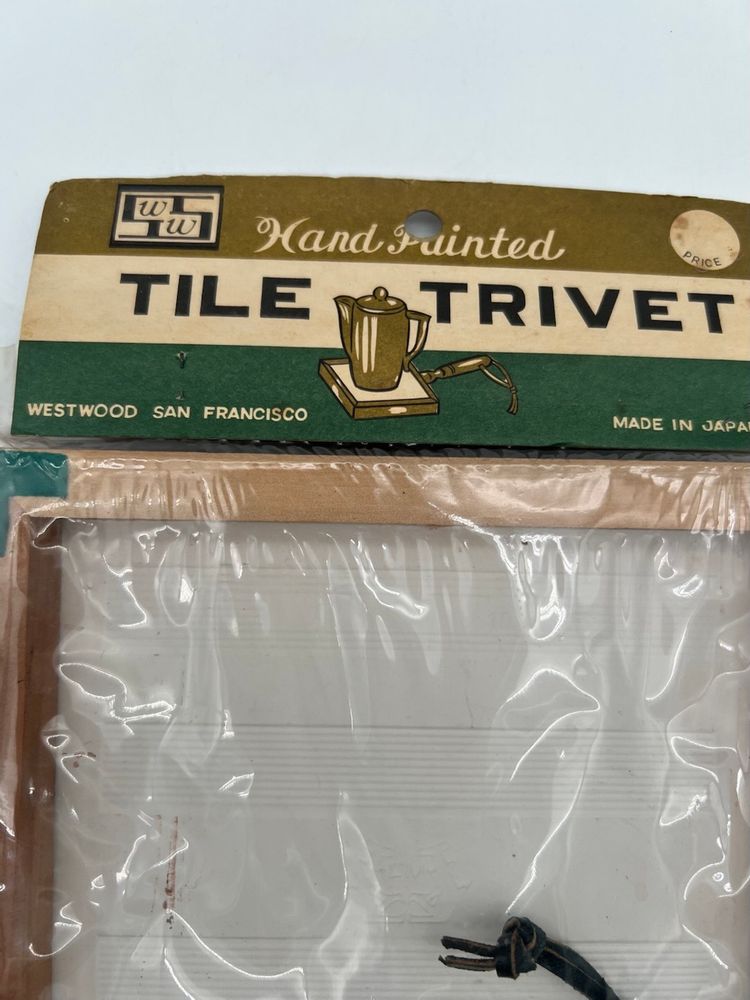 WW
Hand Painted
PRICE
TILE TRIVET
WESTWOOD SAN FRANCISCO
MADE IN JAPA